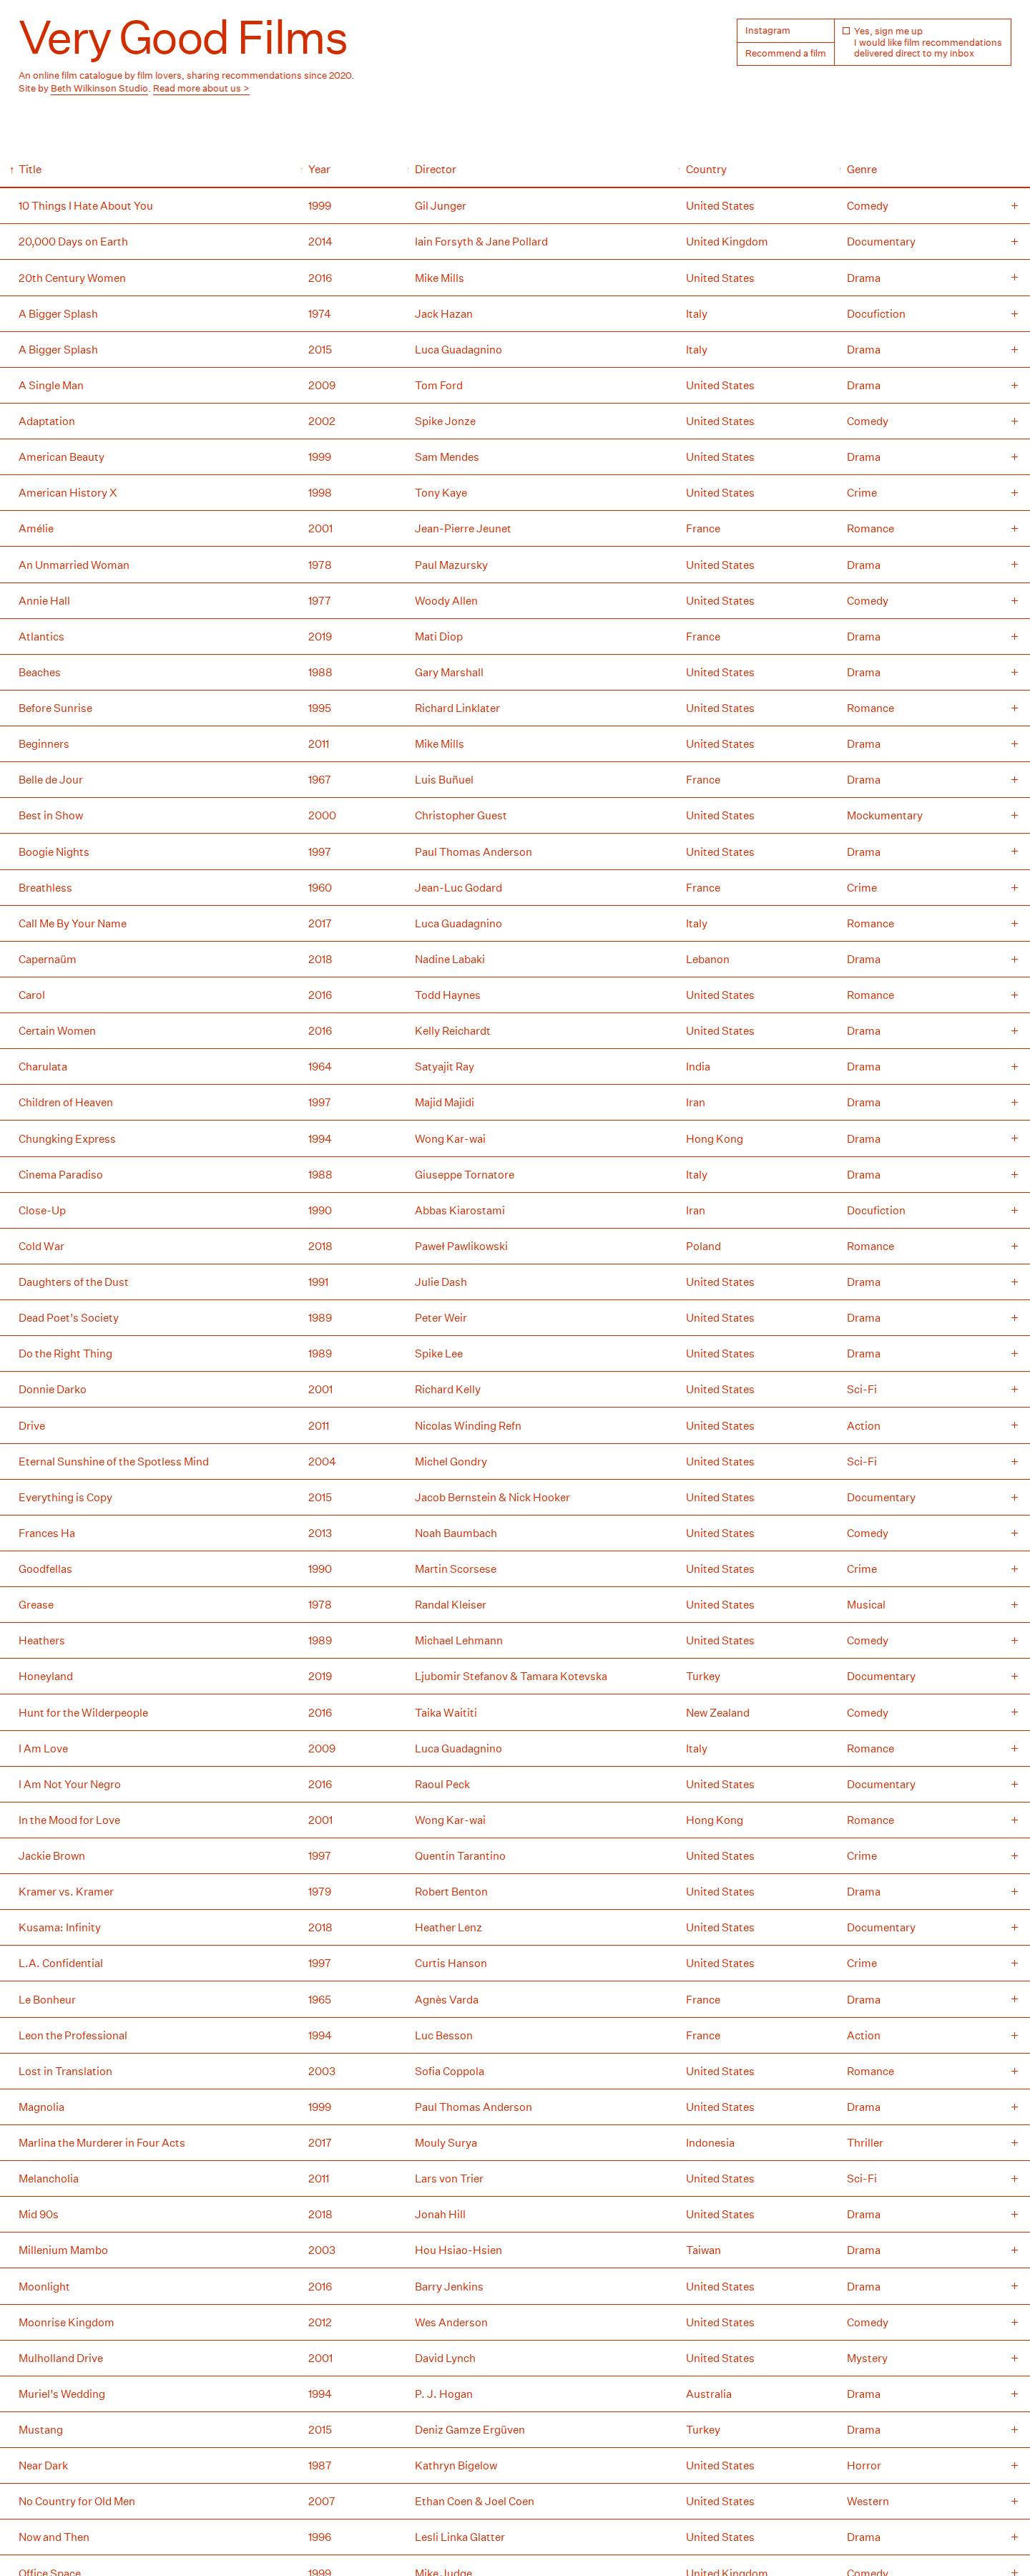 Very Good Films
An online film catalogue by film lovers, sharing recommendations since 2020.
Site by Beth Wilkinson Studio. Read more about us >
Instagram
Recommend a film
Yes, sign me up
I would like film recommendations
delivered direct to my inbox
↑ Title ↑ Year ↑ Director ↑ Country ↑ Genre
10 Things I Hate About You 1999 Gil Junger United States Comedy +
20,000 Days on Earth 2014 Iain Forsyth & Jane Pollard United Kingdom Documentary +
20th Century Women 2016 Mike Mills United States Drama +
A Bigger Splash 1974 Jack Hazan Italy Docufiction +
A Bigger Splash 2015 Luca Guadagnino Italy Drama +
A Single Man 2009 Tom Ford United States Drama +
Adaptation 2002 Spike Jonze United States Comedy +
American Beauty 1999 Sam Mendes United States Drama +
American History X 1998 Tony Kaye United States Crime +
Amélie 2001 Jean-Pierre Jeunet France Romance +
An Unmarried Woman 1978 Paul Mazursky United States Drama +
Annie Hall 1977 Woody Allen United States Comedy +
Atlantics 2019 Mati Diop France Drama +
Beaches 1988 Gary Marshall United States Drama +
Before Sunrise 1995 Richard Linklater United States Romance +
Beginners 2011 Mike Mills United States Drama +
Belle de Jour 1967 Luis Buñuel France Drama +
Best in Show 2000 Christopher Guest United States Mockumentary +
Boogie Nights 1997 Paul Thomas Anderson United States Drama +
Breathless 1960 Jean-Luc Godard France Crime +
Call Me By Your Name 2017 Luca Guadagnino Italy Romance +
Capernaüm 2018 Nadine Labaki Lebanon Drama +
Carol 2016 Todd Haynes United States Romance +
Certain Women 2016 Kelly Reichardt United States Drama +
Charulata 1964 Satyajit Ray India Drama +
Children of Heaven 1997 Majid Majidi Iran Drama +
Chungking Express 1994 Wong Kar-wai Hong Kong Drama +
Cinema Paradiso 1988 Giuseppe Tornatore Italy Drama +
Close-Up 1990 Abbas Kiarostami Iran Docufiction +
Cold War 2018 Paweł Pawlikowski Poland Romance +
Daughters of the Dust 1991 Julie Dash United States Drama +
Dead Poet's Society 1989 Peter Weir United States Drama +
Do the Right Thing 1989 Spike Lee United States Drama +
Donnie Darko 2001 Richard Kelly United States Sci-Fi +
Drive 2011 Nicolas Winding Refn United States Action +
Eternal Sunshine of the Spotless Mind 2004 Michel Gondry United States Sci-Fi +
Everything is Copy 2015 Jacob Bernstein & Nick Hooker United States Documentary +
Frances Ha 2013 Noah Baumbach United States Comedy +
Goodfellas 1990 Martin Scorsese United States Crime +
Grease 1978 Randal Kleiser United States Musical +
Heathers 1989 Michael Lehmann United States Comedy +
Honeyland 2019 Ljubomir Stefanov & Tamara Kotevska Turkey Documentary +
Hunt for the Wilderpeople 2016 Taika Waititi New Zealand Comedy +
I Am Love 2009 Luca Guadagnino Italy Romance +
I Am Not Your Negro 2016 Raoul Peck United States Documentary +
In the Mood for Love 2001 Wong Kar-wai Hong Kong Romance +
Jackie Brown 1997 Quentin Tarantino United States Crime +
Kramer vs. Kramer 1979 Robert Benton United States Drama +
Kusama: Infinity 2018 Heather Lenz United States Documentary +
L.A. Confidential 1997 Curtis Hanson United States Crime +
Le Bonheur 1965 Agnès Varda France Drama +
Leon the Professional 1994 Luc Besson France Action +
Lost in Translation 2003 Sofia Coppola United States Romance +
Magnolia 1999 Paul Thomas Anderson United States Drama +
Marlina the Murderer in Four Acts 2017 Mouly Surya Indonesia Thriller +
Melancholia 2011 Lars von Trier United States Sci-Fi +
Mid 90s 2018 Jonah Hill United States Drama +
Millenium Mambo 2003 Hou Hsiao-Hsien Taiwan Drama +
Moonlight 2016 Barry Jenkins United States Drama +
Moonrise Kingdom 2012 Wes Anderson United States Comedy +
Mulholland Drive 2001 David Lynch United States Mystery +
Muriel's Wedding 1994 P. J. Hogan Australia Drama +
Mustang 2015 Deniz Gamze Ergüven Turkey Drama +
Near Dark 1987 Kathryn Bigelow United States Horror +
No Country for Old Men 2007 Ethan Coen & Joel Coen United States Western +
Now and Then 1996 Lesli Linka Glatter United States Drama +
Office Space 1999 Mike Judge United Kingdom Comedy +